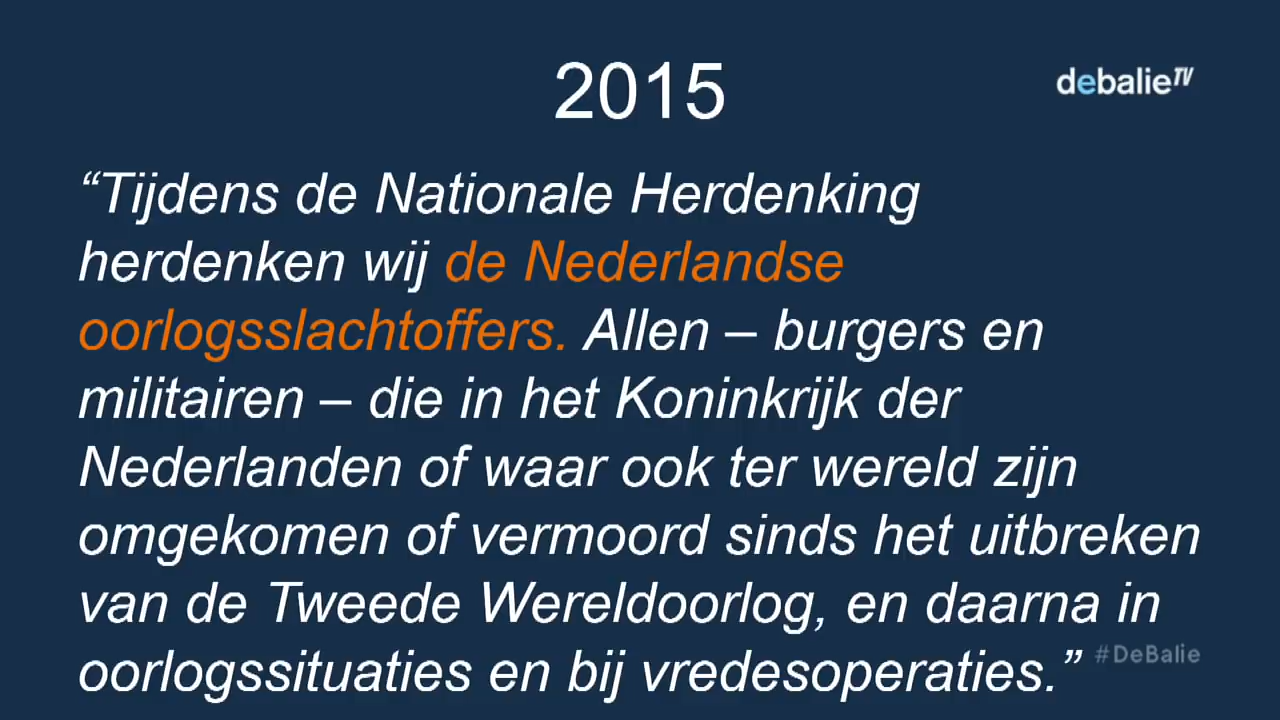 2015
debalieTV
“Tijdens de Nationale Herdenking
herdenken wij de Nederlandse
oorlogsslachtoffers. Allen – burgers en
militairen – die in het Koninkrijk der
Nederlanden of waar ook ter wereld zijn
omgekomen of vermoord sinds het uitbreken
van de Tweede Wereldoorlog, en daarna in
oorlogssituaties en bij vredesoperaties.”
#DeBalie